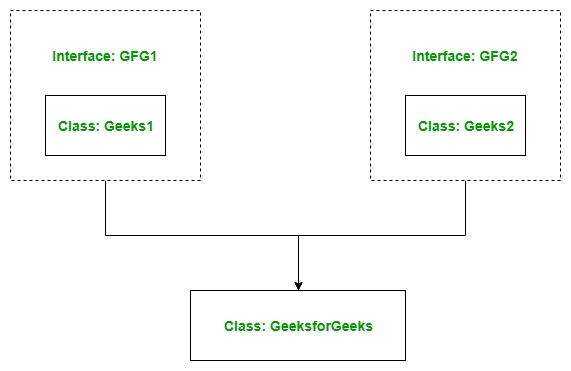 Interface: GFG1
Interface: GFG2
Class: Geeks1
Class: Geeks2
Class: GeeksforGeeks